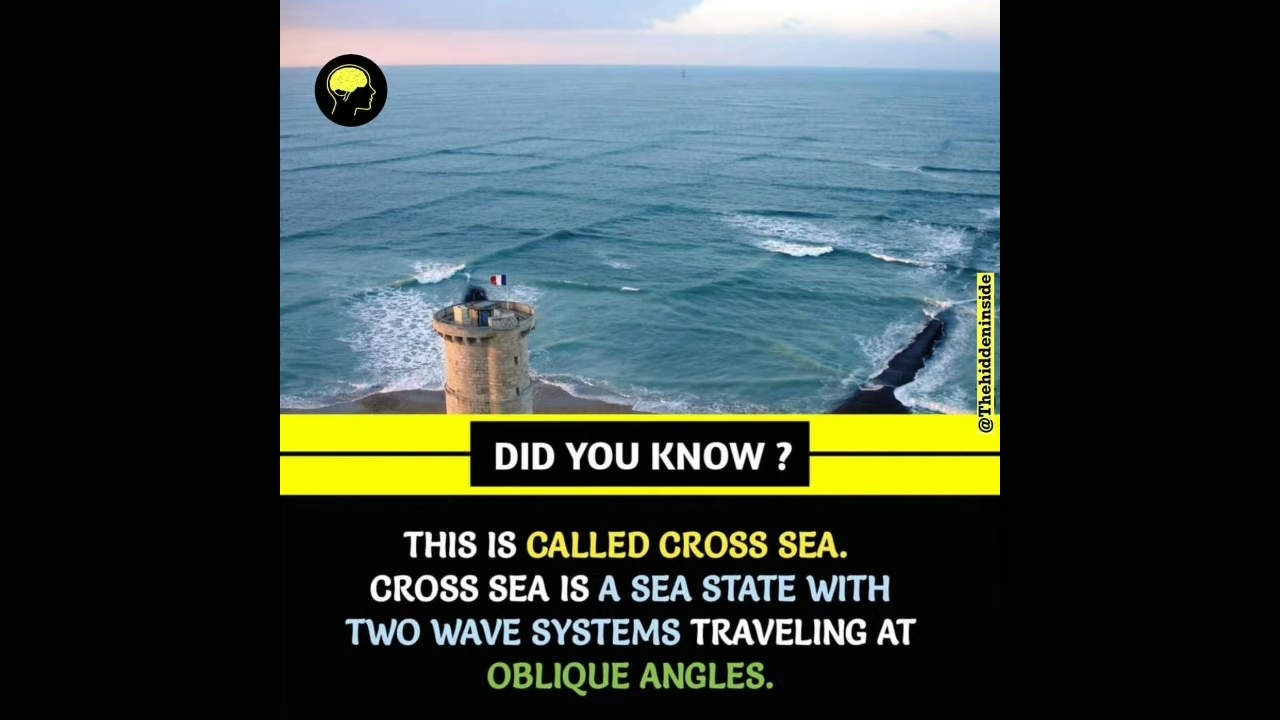 @Thehiddeninside
DID YOU KNOW ?
THIS IS CALLED CROSS SEA.
CROSS SEA IS A SEA STATE WITH
TWO WAVE SYSTEMS TRAVELING AT
OBLIQUE ANGLES.